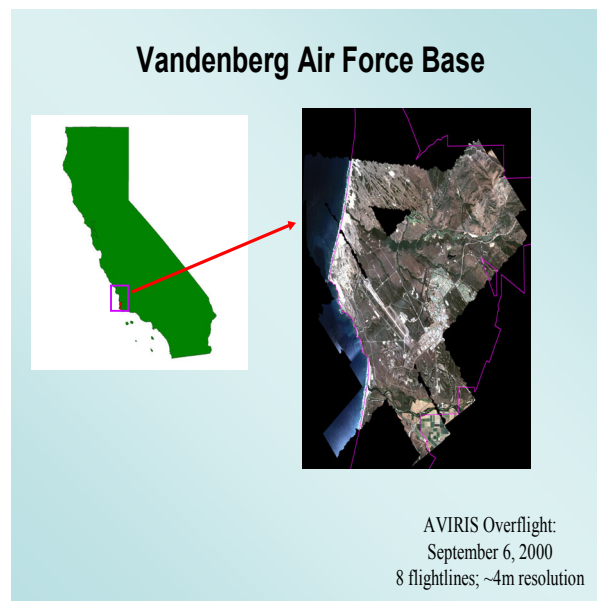 Vandenberg Air Force Base
AVIRIS Overflight:
September 6, 2000
8 flightlines; ~4m resolution